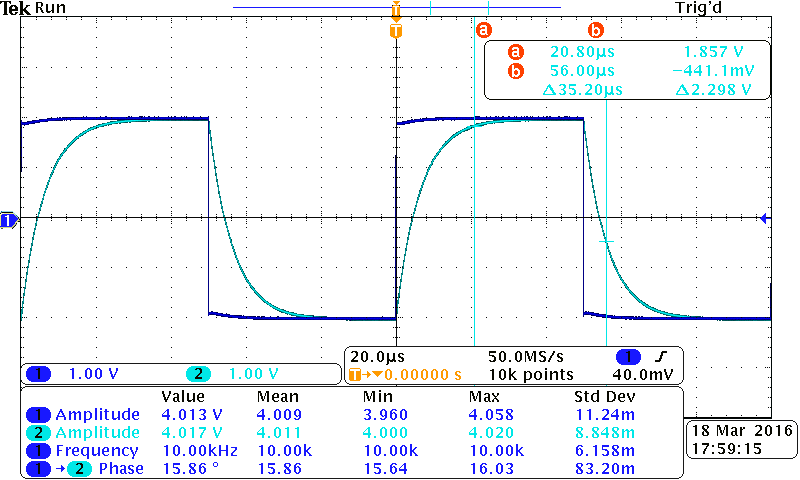 Tek Run Trig'd
T
T a b
a 20.80µs 1.857 V
b 56.00µs −441.1mV
Δ35.20µs Δ2.298 V
1
1 1.00 V 2 1.00 V
20.0µs 50.0MS/s 1
T→▼0.00000 s 10k points 40.0mV
Value Mean Min Max Std Dev
1 Amplitude 4.013 V 4.009 3.960 4.058 11.24m
2 Amplitude 4.017 V 4.011 4.000 4.020 8.848m
1 Frequency 10.00kHz 10.00k 10.00k 10.00k 6.158m
1 → 2 Phase 15.86 ° 15.86 15.64 16.03 83.20m
18 Mar 2016
17:59:15